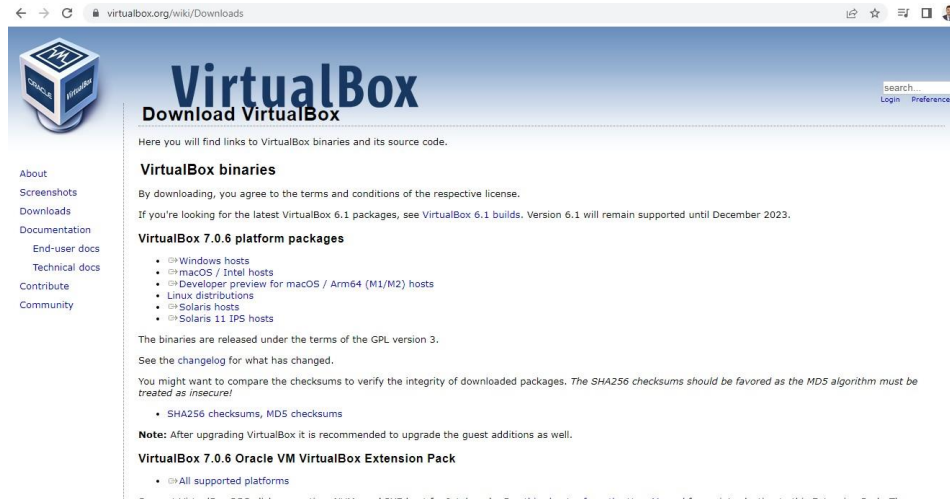 virtualbox.org/wiki/Downloads
ORACLE
VM
VirtualBox
VirtualBox
search...
Login Preference
Download VirtualBox
Here you will find links to VirtualBox binaries and its source code.
About
Screenshots
Downloads
Documentation
End-user docs
Technical docs
Contribute
Community
VirtualBox binaries
By downloading, you agree to the terms and conditions of the respective license.
If you're looking for the latest VirtualBox 6.1 packages, see VirtualBox 6.1 builds. Version 6.1 will remain supported until December 2023.
VirtualBox 7.0.6 platform packages
Windows hosts
macOS / Intel hosts
Developer preview for macOS / Arm64 (M1/M2) hosts
Linux distributions
Solaris hosts
Solaris 11 IPS hosts
The binaries are released under the terms of the GPL version 3.
See the changelog for what has changed.
You might want to compare the checksums to verify the integrity of downloaded packages. The SHA256 checksums should be favored as the MD5 algorithm must be
treated as insecure!
SHA256 checksums, MD5 checksums
Note: After upgrading VirtualBox it is recommended to upgrade the guest additions as well.
VirtualBox 7.0.6 Oracle VM VirtualBox Extension Pack
All supported platforms